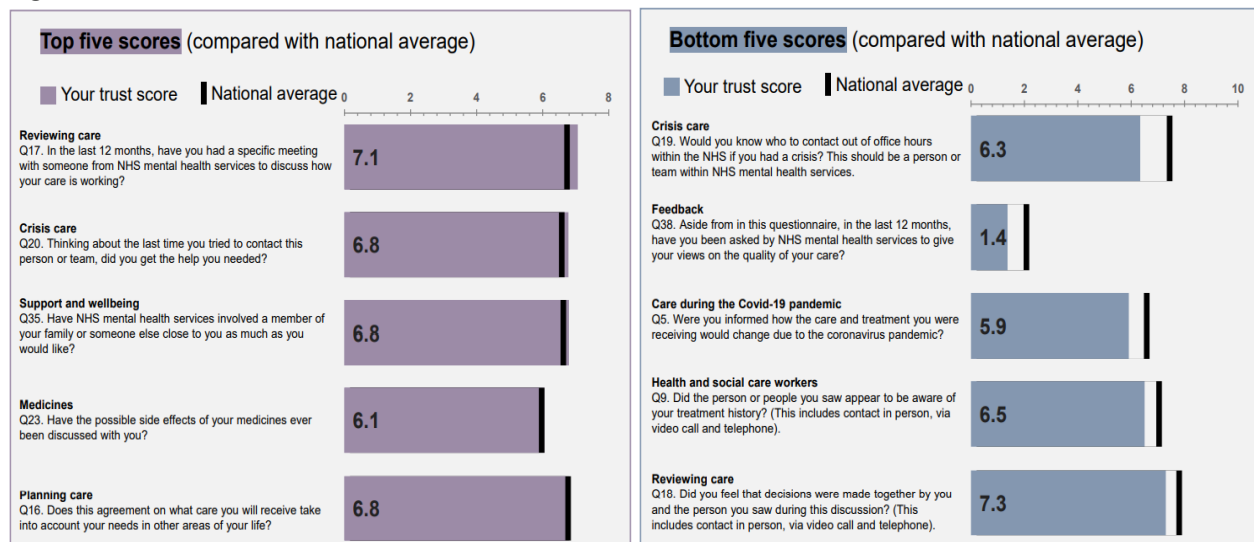 Top five scores (compared with national average)
Your trust score
National average
0 2 4 6 8
Reviewing care
Q17. In the last 12 months, have you had a specific meeting
with someone from NHS mental health services to discuss how
your care is working?
7.1
Crisis care
Q20. Thinking about the last time you tried to contact this
person or team, did you get the help you needed?
6.8
Support and wellbeing
Q35. Have NHS mental health services involved a member of
your family or someone else close to you as much as you
would like?
6.8
Medicines
Q23. Have the possible side effects of your medicines ever
been discussed with you?
6.1
Planning care
Q16. Does this agreement on what care you will receive take
into account your needs in other areas of your life?
6.8
Bottom five scores (compared with national average)
Your trust score
National average
0 2 4 6 8 10
Crisis care
Q19. Would you know who to contact out of office hours
within the NHS if you had a crisis? This should be a person or
team within NHS mental health services.
6.3
Feedback
Q38. Aside from in this questionnaire, in the last 12 months,
have you been asked by NHS mental health services to give
your views on the quality of your care?
1.4
Care during the Covid-19 pandemic
Q5. Were you informed how the care and treatment you were
receiving would change due to the coronavirus pandemic?
5.9
Health and social care workers
Q9. Did the person or people you saw appear to be aware of
your treatment history? (This includes contact in person, via
video call and telephone).
6.5
Reviewing care
Q18. Did you feel that decisions were made together by you
and the person you saw during this discussion? (This
includes contact in person, via video call and telephone).
7.3